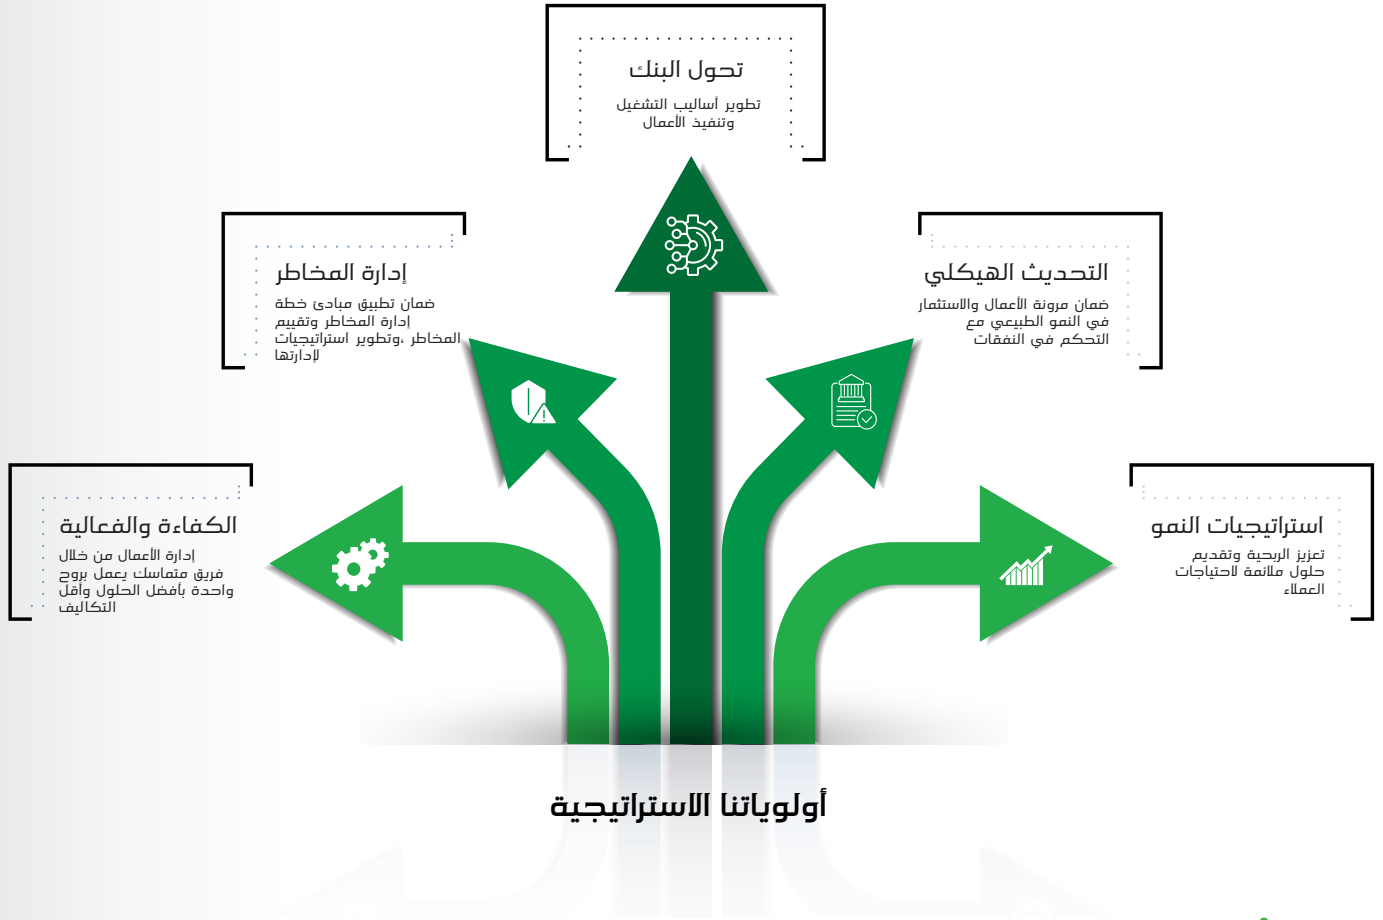 تحول البنك
تطوير أساليب التشغيل
وتنفيذ الأعمال
التحديث الهيكلي
ضمان مرونة الأعمال والاستثمار
في النمو الطبيعي مع
التحكم في النفقات
إدارة المخاطر
ضمان تطبيق مبادئ خطة
إدارة المخاطر وتقييم
المخاطر ،وتطوير استراتيجيات
لإدارتها
استراتيجيات النمو
تعزيز الربحية وتقديم
حلول ملائمة لاحتياجات
العملاء
الكفاءة والفعالية
إدارة الأعمال من خلال
فريق متماسك يعمل بروح
واحدة بأفضل الحلول وأقل
التكاليف
أولوياتنا الاستراتيجية